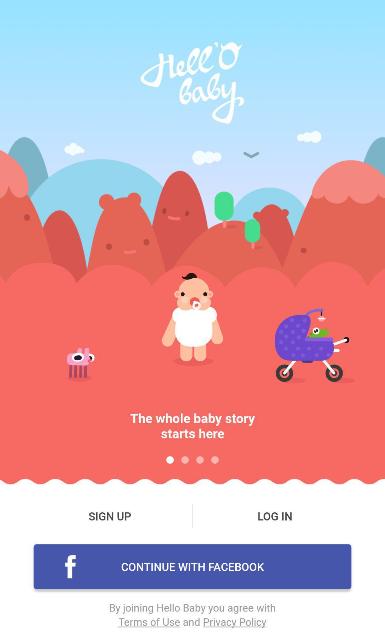 Hell'O
baby
The whole baby story
starts here
SIGN UP
LOG IN
f
CONTINUE WITH FACEBOOK
By joining Hello Baby you agree with
Terms of Use and Privacy Policy